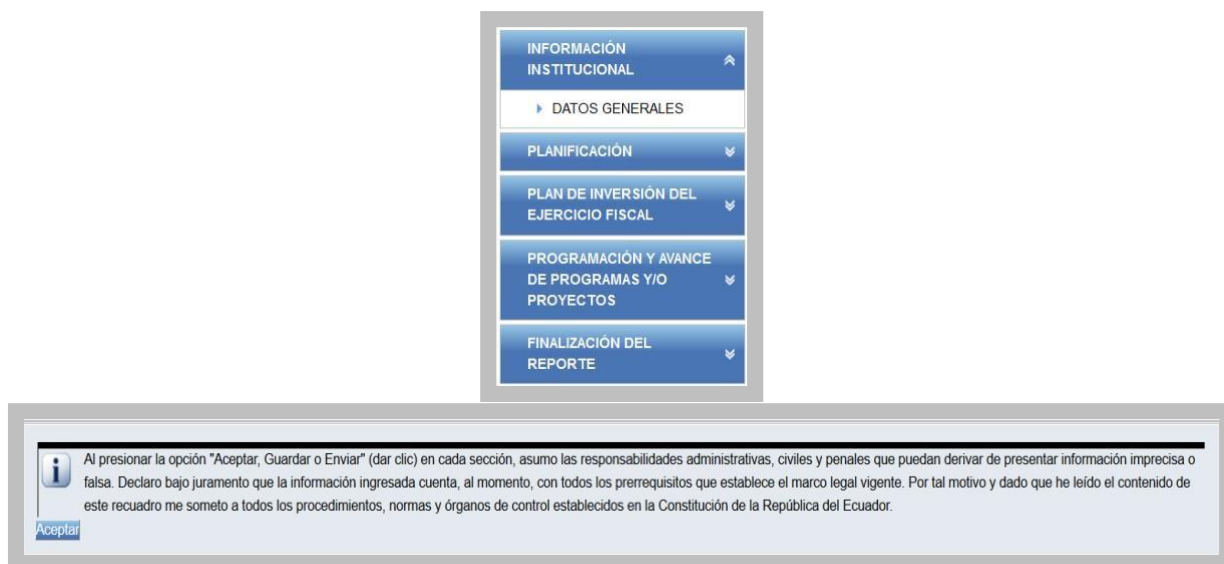 INFORMACIÓN
INSTITUCIONAL
DATOS GENERALES
PLANIFICACIÓN
PLAN DE INVERSIÓN DEL
EJERCICIO FISCAL
PROGRAMACIÓN Y AVANCE
DE PROGRAMAS Y/O
PROYECTOS
FINALIZACIÓN DEL
REPORTE
Al presionar la opción "Aceptar, Guardar o Enviar" (dar clic) en cada sección, asumo las responsabilidades administrativas, civiles y penales que puedan derivar de presentar información imprecisa o
falsa. Declaro bajo juramento que la información ingresada cuenta, al momento, con todos los prerrequisitos que establece el marco legal vigente. Por tal motivo y dado que he leído el contenido de
este recuadro me someto a todos los procedimientos, normas y órganos de control establecidos en la Constitución de la República del Ecuador.
Aceptar